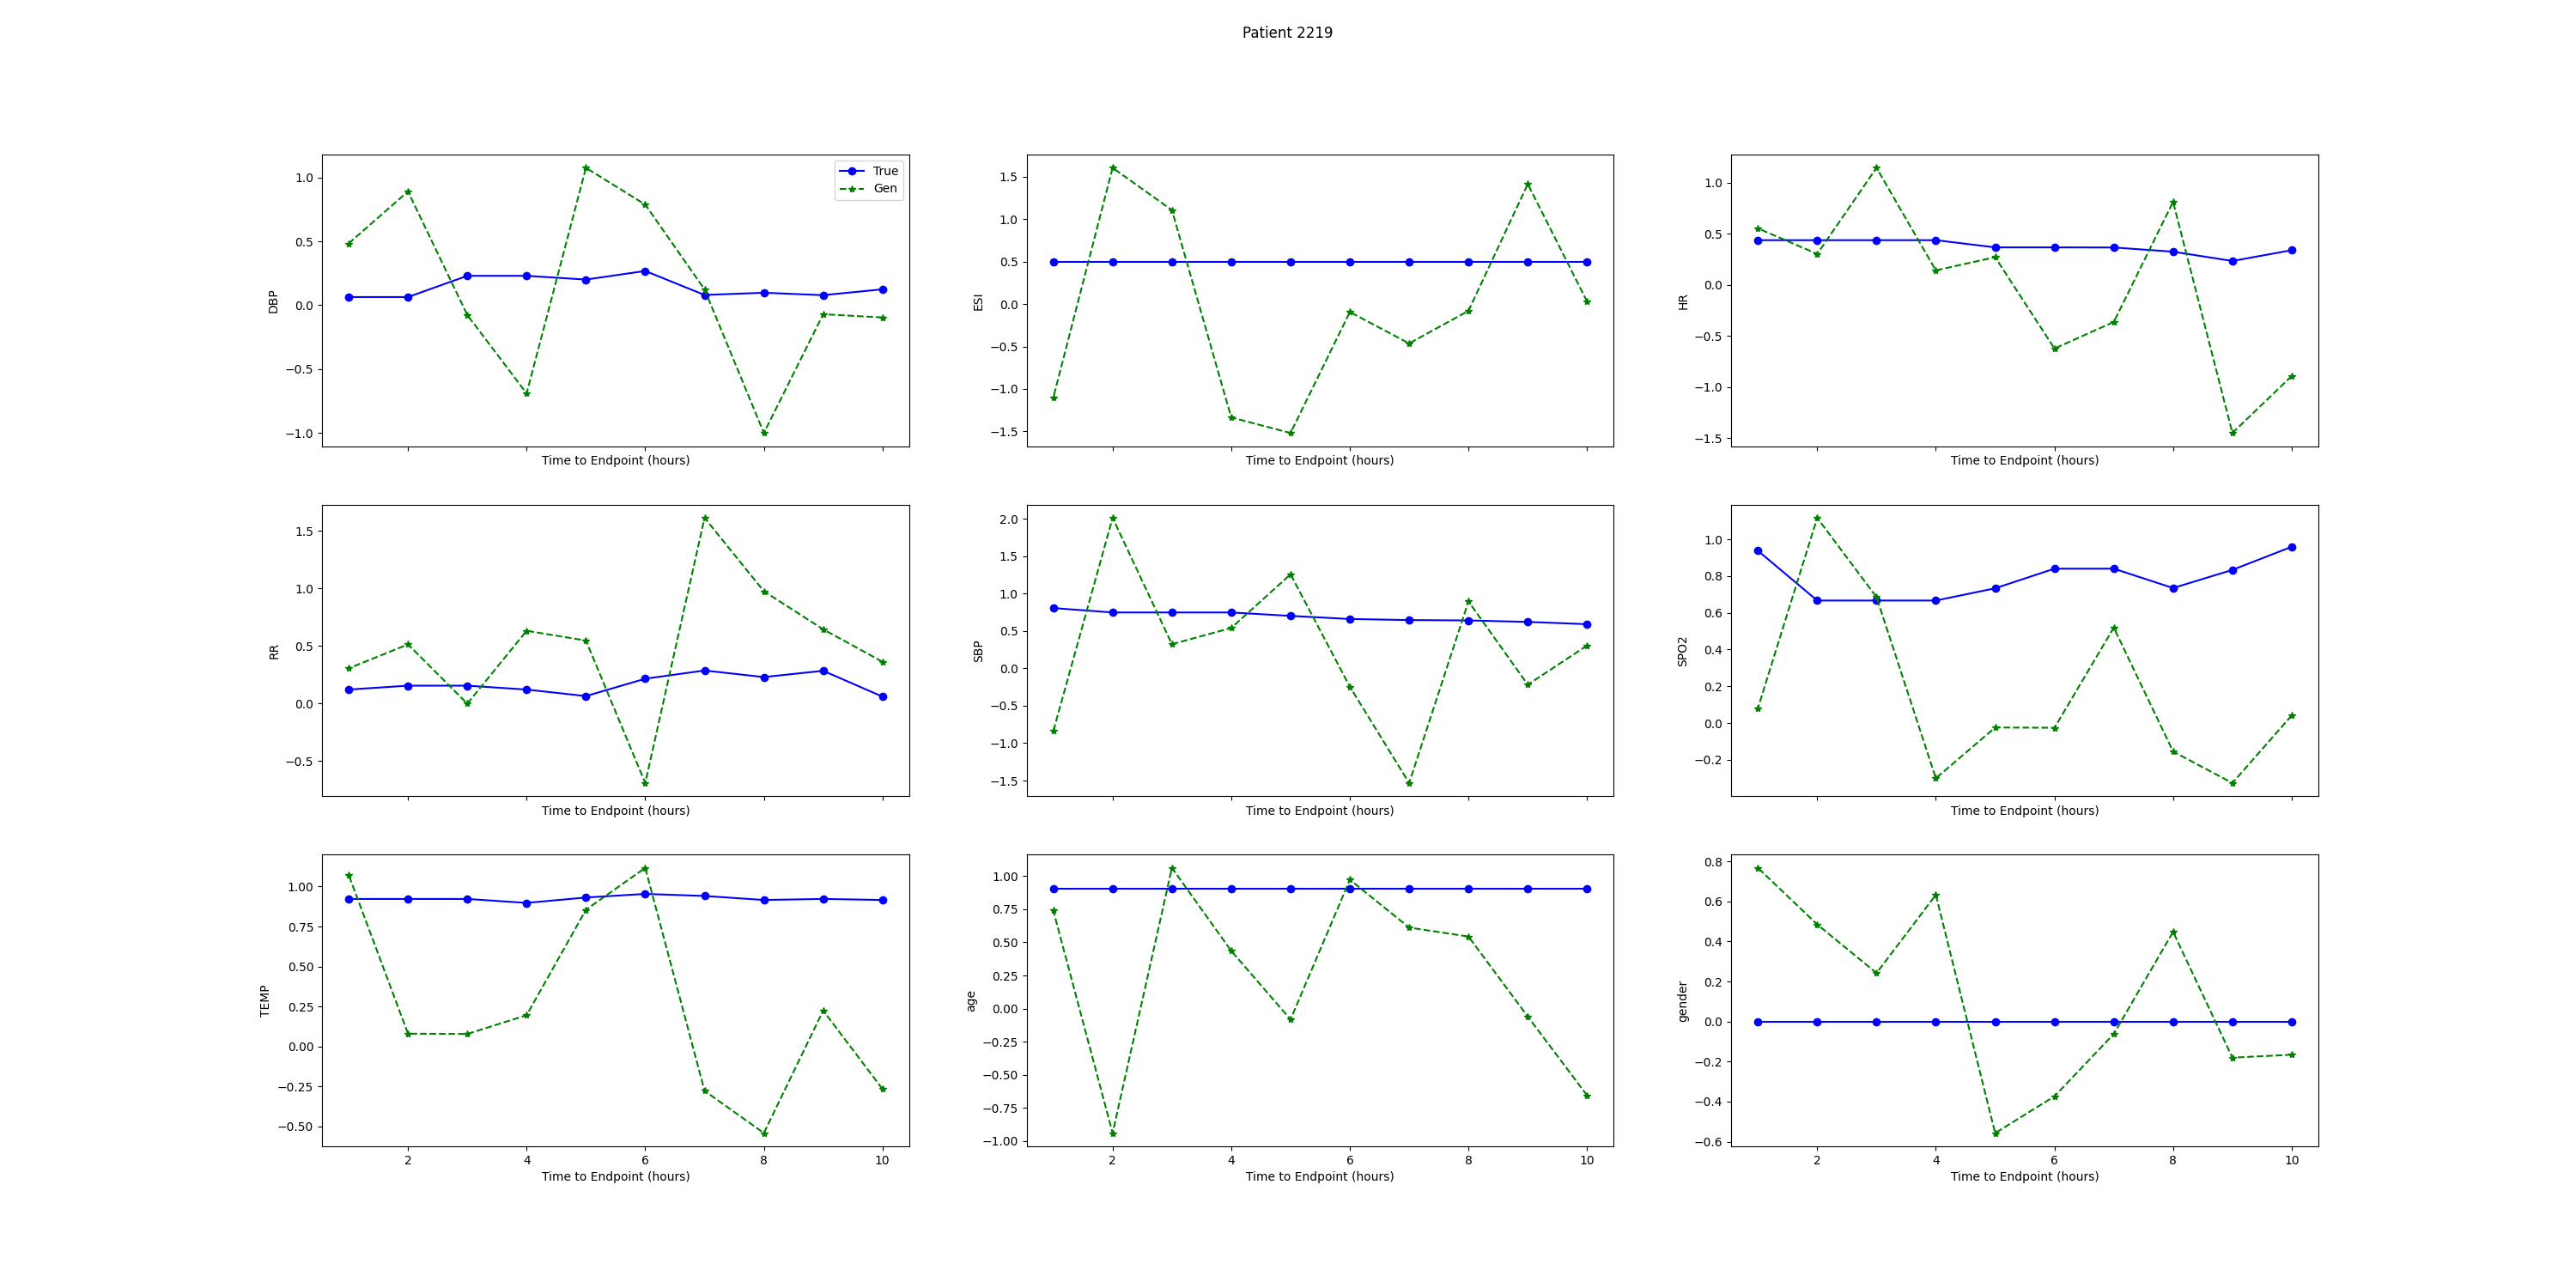 Patient 2219
True
Gen
1.0
0.5
0.0
−0.5
−1.0
DBP
Time to Endpoint (hours)
1.5
1.0
0.5
0.0
−0.5
−1.0
−1.5
ESI
Time to Endpoint (hours)
1.0
0.5
0.0
−0.5
−1.0
−1.5
HR
Time to Endpoint (hours)
1.5
1.0
0.5
0.0
−0.5
RR
Time to Endpoint (hours)
2.0
1.5
1.0
0.5
0.0
−0.5
−1.0
−1.5
SBP
Time to Endpoint (hours)
1.0
0.8
0.6
0.4
0.2
0.0
−0.2
SPO2
Time to Endpoint (hours)
1.00
0.75
0.50
0.25
0.00
−0.25
−0.50
TEMP
2 4 6 8 10
Time to Endpoint (hours)
1.00
0.75
0.50
0.25
0.00
−0.25
−0.50
−0.75
−1.00
age
2 4 6 8 10
Time to Endpoint (hours)
0.8
0.6
0.4
0.2
0.0
−0.2
−0.4
−0.6
gender
2 4 6 8 10
Time to Endpoint (hours)